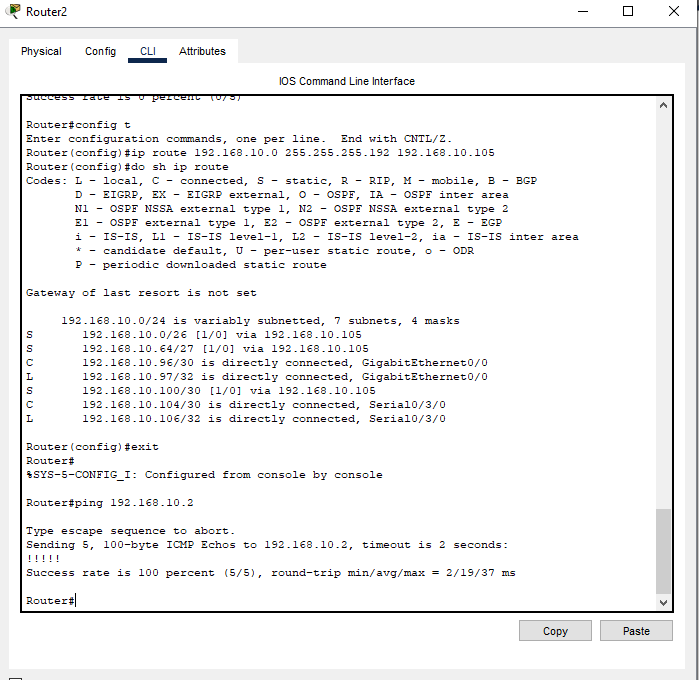 Router2
Physical Config CLI Attributes
IOS Command Line Interface
Success rate is 0 percent (0/5)
Router#config t
Enter configuration commands, one per line.  End with CNTL/Z.
Router(config)#ip route 192.168.10.0 255.255.255.192 192.168.10.105
Router(config)#do sh ip route
Codes: L - local, C - connected, S - static, R - RIP, M - mobile, B - BGP
       D - EIGRP, EX - EIGRP external, O - OSPF, IA - OSPF inter area
       N1 - OSPF NSSA external type 1, N2 - OSPF NSSA external type 2
       E1 - OSPF external type 1, E2 - OSPF external type 2, E - EGP
       i - IS-IS, L1 - IS-IS level-1, L2 - IS-IS level-2, ia - IS-IS inter area
       * - candidate default, U - per-user static route, o - ODR
       P - periodic downloaded static route
Gateway of last resort is not set
     192.168.10.0/24 is variably subnetted, 7 subnets, 4 masks
S       192.168.10.0/26 [1/0] via 192.168.10.105
S       192.168.10.64/27 [1/0] via 192.168.10.105
C       192.168.10.96/30 is directly connected, GigabitEthernet0/0
L       192.168.10.97/32 is directly connected, GigabitEthernet0/0
S       192.168.10.100/30 [1/0] via 192.168.10.105
C       192.168.10.104/30 is directly connected, Serial0/3/0
L       192.168.10.106/32 is directly connected, Serial0/3/0
Router(config)#exit
Router#
%SYS-5-CONFIG_I: Configured from console by console
Router#ping 192.168.10.2
Type escape sequence to abort.
Sending 5, 100-byte ICMP Echos to 192.168.10.2, timeout is 2 seconds:
!!!!!
Success rate is 100 percent (5/5), round-trip min/avg/max = 2/19/37 ms
Router#
Copy Paste